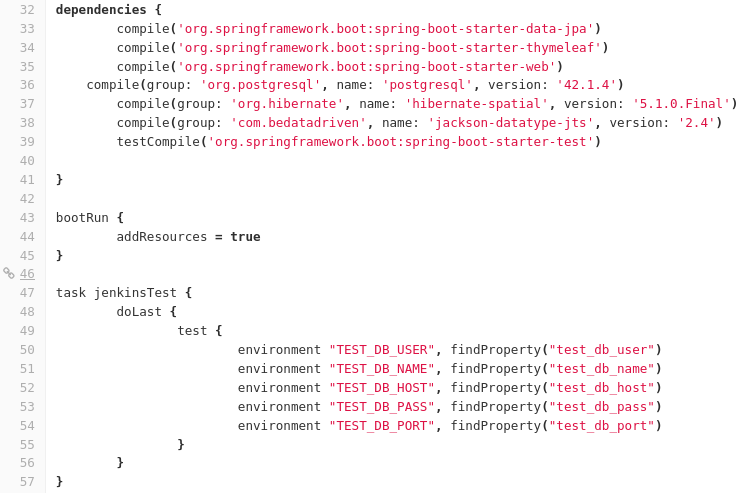 32 dependencies {
33         compile('org.springframework.boot:spring-boot-starter-data-jpa')
34         compile('org.springframework.boot:spring-boot-starter-thymeleaf')
35         compile('org.springframework.boot:spring-boot-starter-web')
36     compile(group: 'org.postgresql', name: 'postgresql', version: '42.1.4')
37         compile(group: 'org.hibernate', name: 'hibernate-spatial', version: '5.1.0.Final')
38         compile(group: 'com.bedatadriven', name: 'jackson-datatype-jts', version: '2.4')
39         testCompile('org.springframework.boot:spring-boot-starter-test')
40
41 }
42
43 bootRun {
44         addResources = true
45 }
46
47 task jenkinsTest {
48         doLast {
49                 test {
50                         environment "TEST_DB_USER", findProperty("test_db_user")
51                         environment "TEST_DB_NAME", findProperty("test_db_name")
52                         environment "TEST_DB_HOST", findProperty("test_db_host")
53                         environment "TEST_DB_PASS", findProperty("test_db_pass")
54                         environment "TEST_DB_PORT", findProperty("test_db_port")
55                 }
56         }
57 }